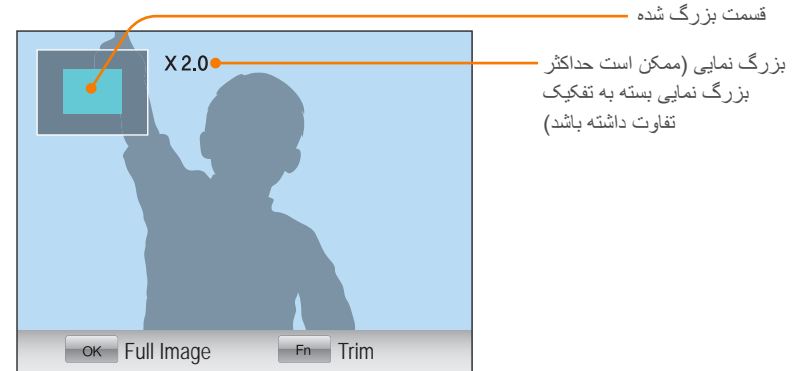 قسمت بزرگ شده
X 2.0
بزرگ نمایی (ممکن است حداکثر
بزرگ نمایی بسته به تفکیک
تفاوت داشته باشد)
OK Full Image Fn Trim